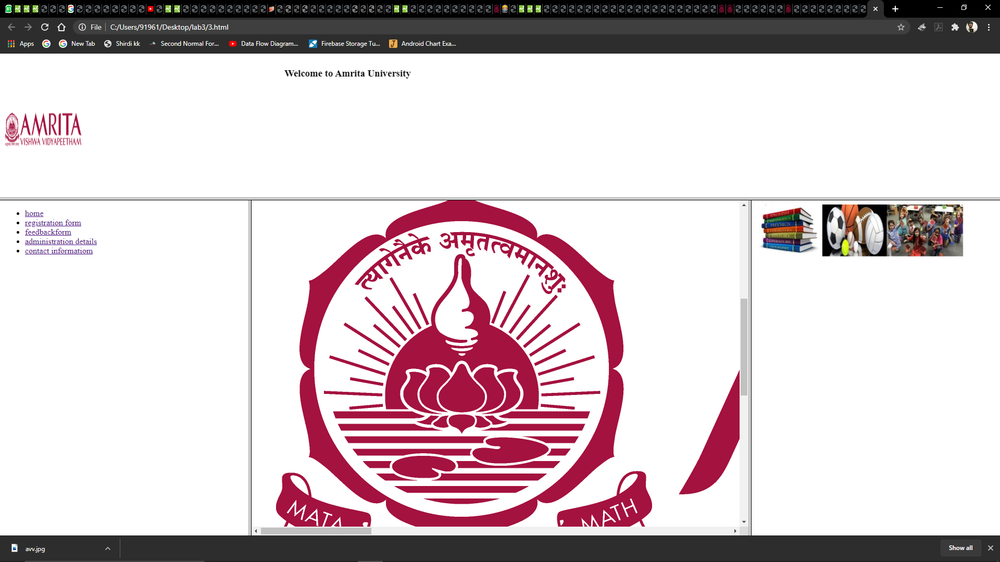 File
C:/Users/91961/Desktop/lab3/3.html
Apps
New Tab
Shirdi kk
Second Normal For...
Data Flow Diagram...
Firebase Storage Tu...
Android Chart Exa...
Welcome to Amrita University
AMRITA
VISHWA VIDYAPEETHAM
home
registration form
feedbackform
administration details
contact informatiom
त्यागेनैके अमृतत्वमानशुः
MATA
MATH
ENGLISH
MATHEMATICS
PHYSICS
CHEMISTRY
HISTORY
LITERATURE
GEOGRAPHY
avv.jpg
Show all